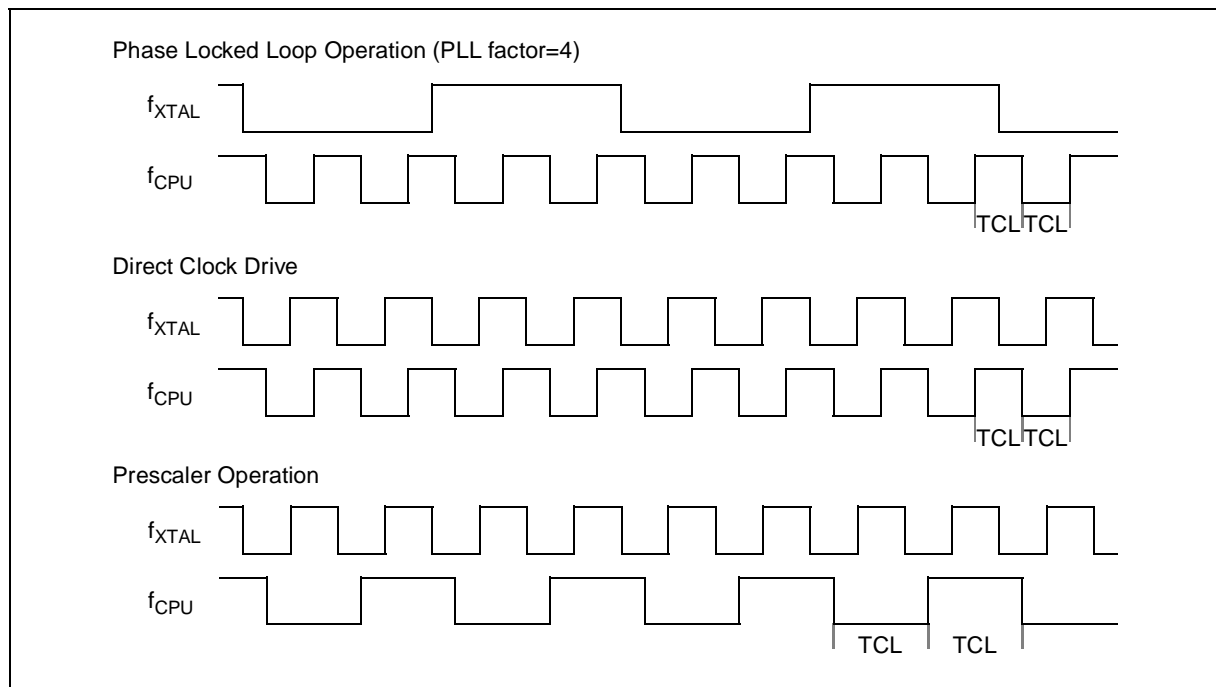 Phase Locked Loop Operation (PLL factor=4)
fXTAL
fCPU
TCL TCL
Direct Clock Drive
fXTAL
fCPU
TCL TCL
Prescaler Operation
fXTAL
fCPU
TCL TCL